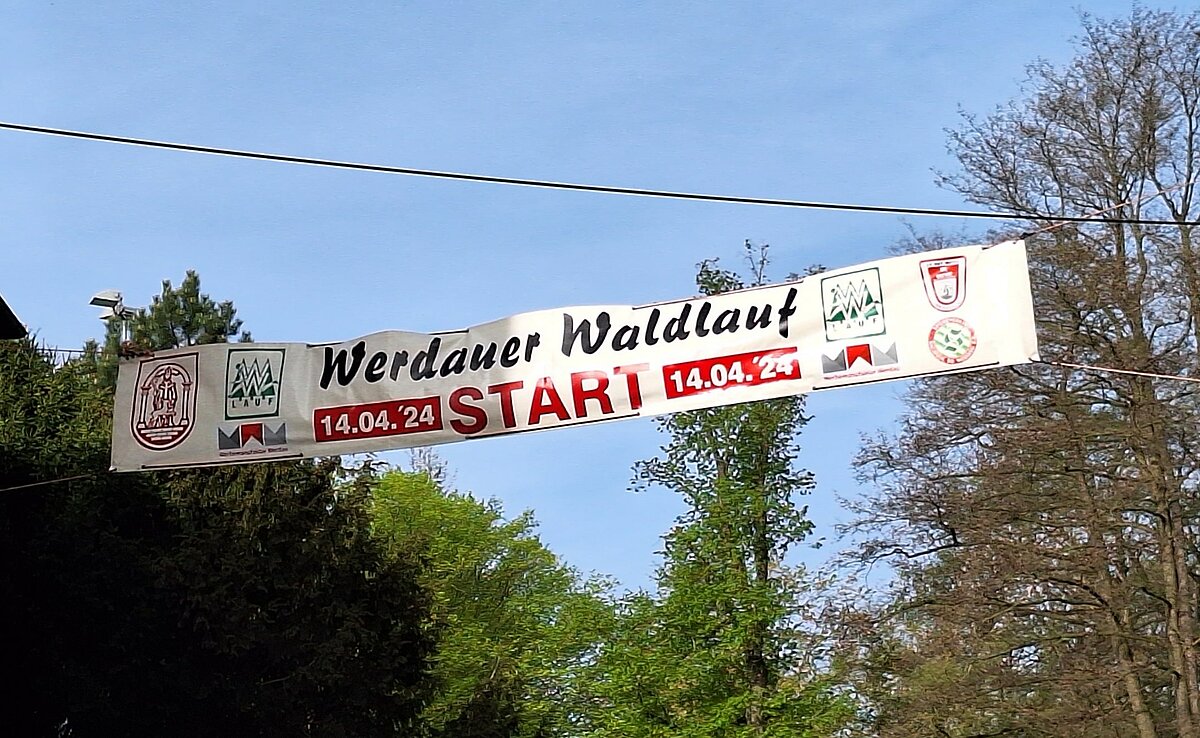 Werdauer Waldlauf
14.04.´24 START 14.04.´24
LAUF
LAUF